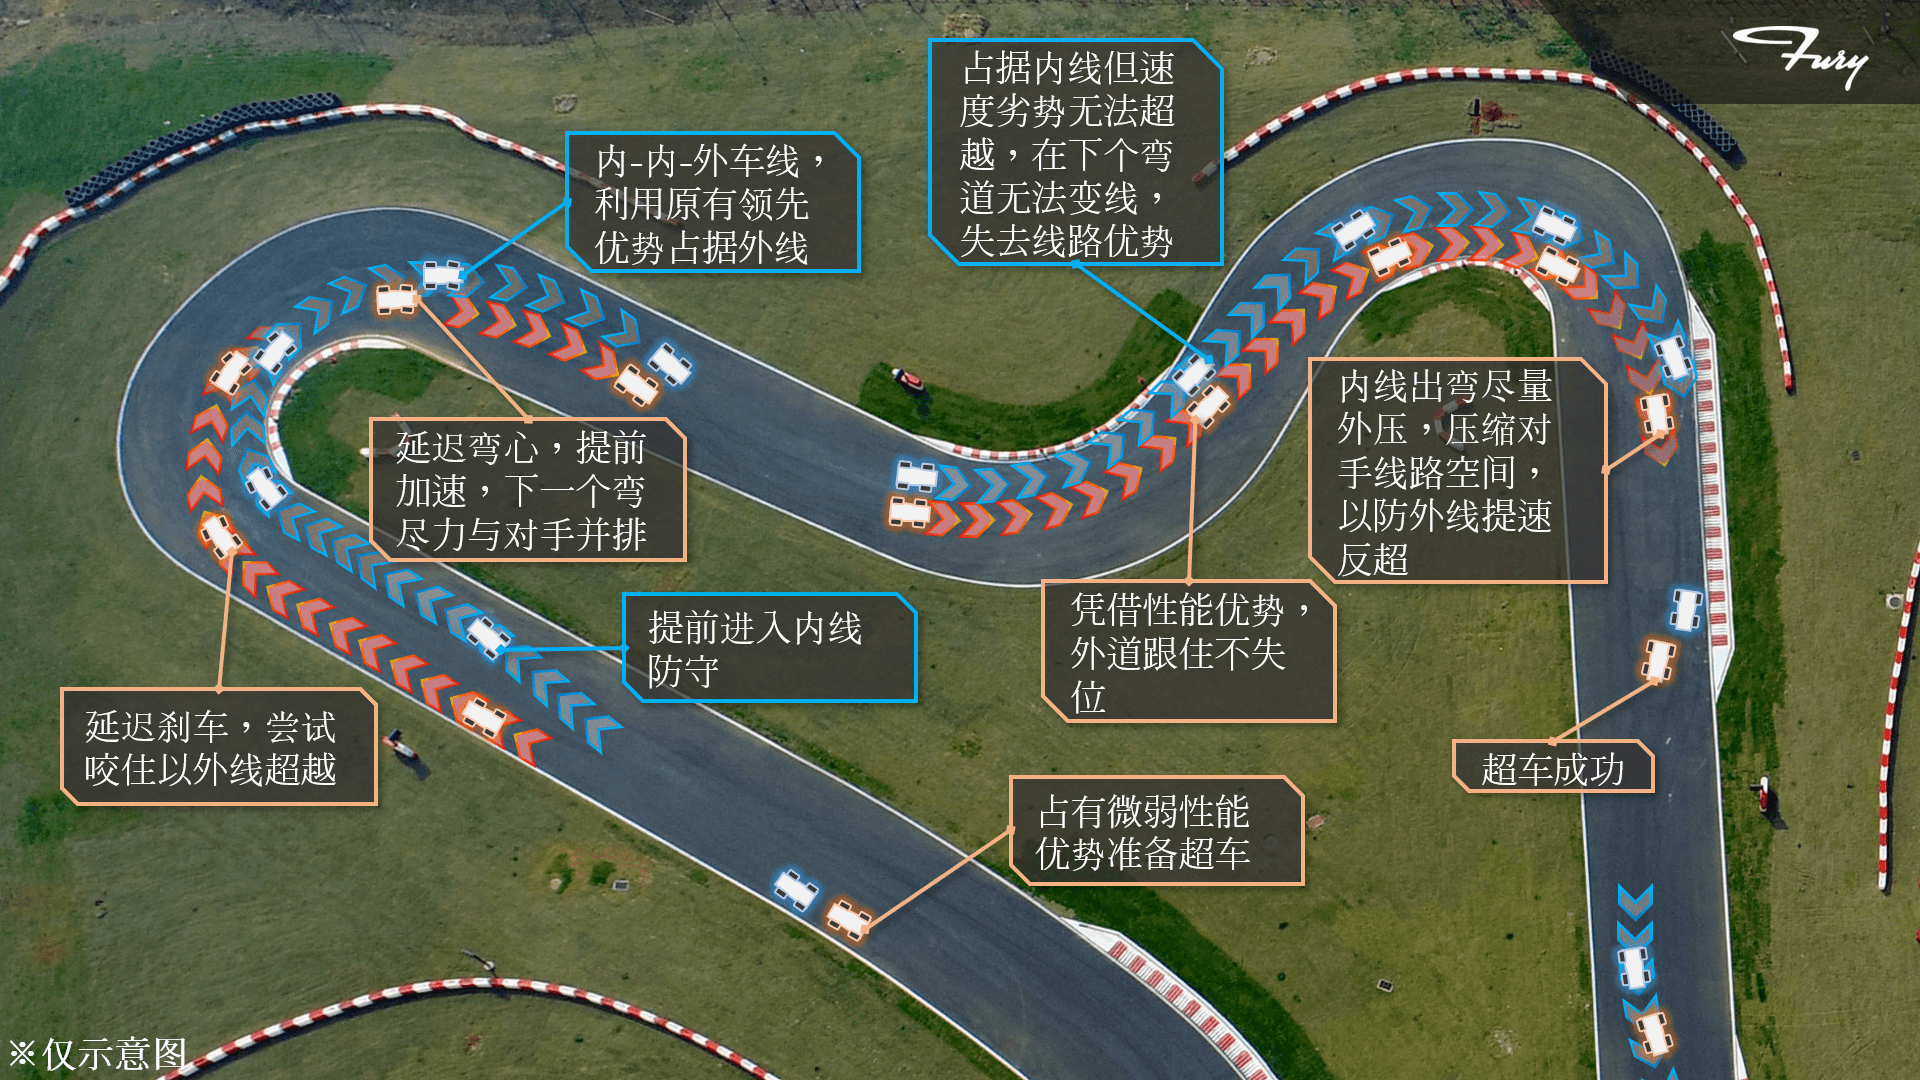 Fury
占据内线但速
度劣势无法超
越，在下个弯
道无法变线，
失去线路优势
内-内-外车线，
利用原有领先
优势占据外线
内线出弯尽量
外压，压缩对
手线路空间，
以防外线提速
反超
延迟弯心，提前
加速，下一个弯
尽力与对手并排
凭借性能优势，
外道跟住不失
位
提前进入内线
防守
延迟刹车，尝试
咬住以外线超越
超车成功
占有微弱性能
优势准备超车
※仅示意图